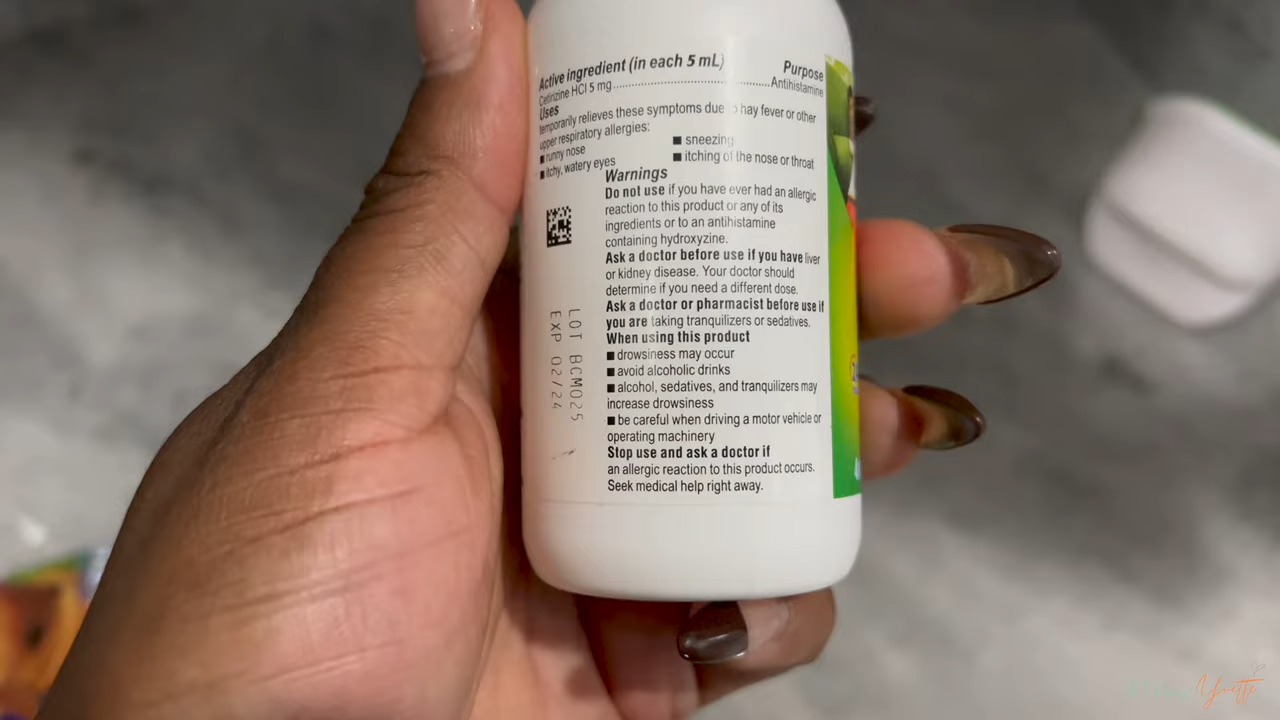 Active ingredient (in each 5 mL) Purpose
Cetirizine HCl 5 mg..................................................Antihistamine
Uses
temporarily relieves these symptoms due hay fever or other
upper respiratory allergies:
■ runny nose ■ sneezing
■ itchy, watery eyes ■ itching of the nose or throat
Warnings
Do not use if you have ever had an allergic
reaction to this product or any of its
ingredients or to an antihistamine
containing hydroxyzine.
Ask a doctor before use if you have liver
or kidney disease. Your doctor should
determine if you need a different dose.
Ask a doctor or pharmacist before use if
you are taking tranquilizers or sedatives.
When using this product
■ drowsiness may occur
■ avoid alcoholic drinks
■ alcohol, sedatives, and tranquilizers may
increase drowsiness
■ be careful when driving a motor vehicle or
operating machinery
Stop use and ask a doctor if
an allergic reaction to this product occurs.
Seek medical help right away.
LOT BCM025
EXP 02/24
Yvette